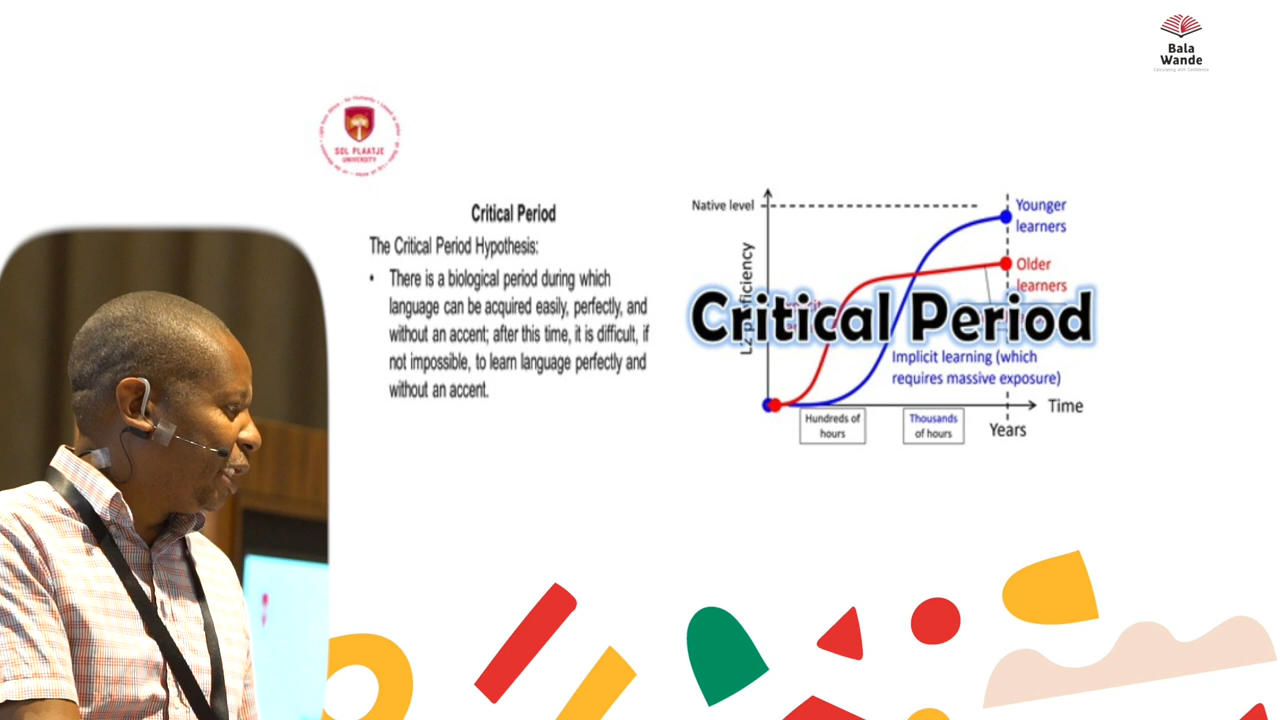 Bala
Wande
Calculating with Confidence
SOL PLAATJE
UNIVERSITY
Critical Period
The Critical Period Hypothesis:
• There is a biological period during which
language can be acquired easily, perfectly, and
without an accent; after this time, it is difficult, if
not impossible, to learn language perfectly and
without an accent.
Native level
Younger
learners
Older
learners
Critical Period
Implicit learning (which
requires massive exposure)
Time
Hundreds of
hours
Thousands
of hours
Years